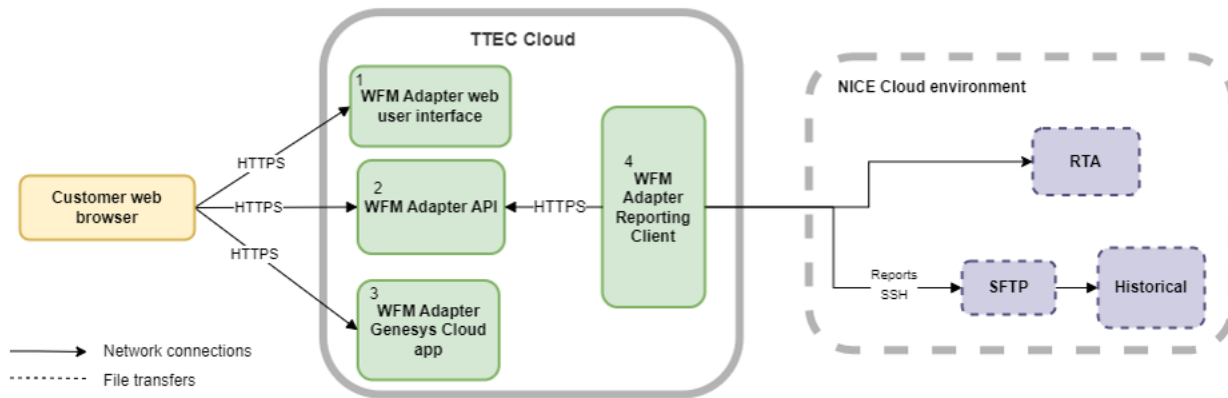 TTEC Cloud
1
WFM Adapter web
user interface
NICE Cloud environment
HTTPS
4
WFM
Adapter
Reporting
Client
RTA
Customer web
browser
HTTPS
2
WFM Adapter API
HTTPS
HTTPS
Reports
SSH
SFTP
Historical
3
WFM Adapter
Genesys Cloud
app
Network connections
File transfers